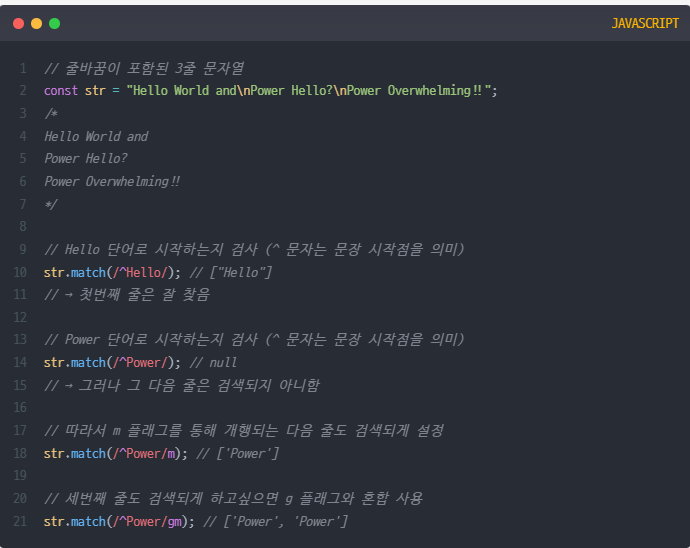 JAVASCRIPT
1 // 줄바꿈이 포함된 3줄 문자열
2 const str = "Hello World and\nPower Hello?\nPower Overwhelming!!";
3 /*
4 Hello World and
5 Power Hello?
6 Power Overwhelming!!
7 */
8
9 // Hello 단어로 시작하는지 검사 (^ 문자는 문장 시작점을 의미)
10 str.match(/^Hello/); // ["Hello"]
11 // → 첫번째 줄은 잘 찾음
12
13 // Power 단어로 시작하는지 검사 (^ 문자는 문장 시작점을 의미)
14 str.match(/^Power/); // null
15 // → 그러나 그 다음 줄은 검색되지 아니함
16
17 // 따라서 m 플래그를 통해 개행되는 다음 줄도 검색되게 설정
18 str.match(/^Power/m); // ['Power']
19
20 // 세번째 줄도 검색되게 하고싶으면 g 플래그와 혼합 사용
21 str.match(/^Power/gm); // ['Power', 'Power']